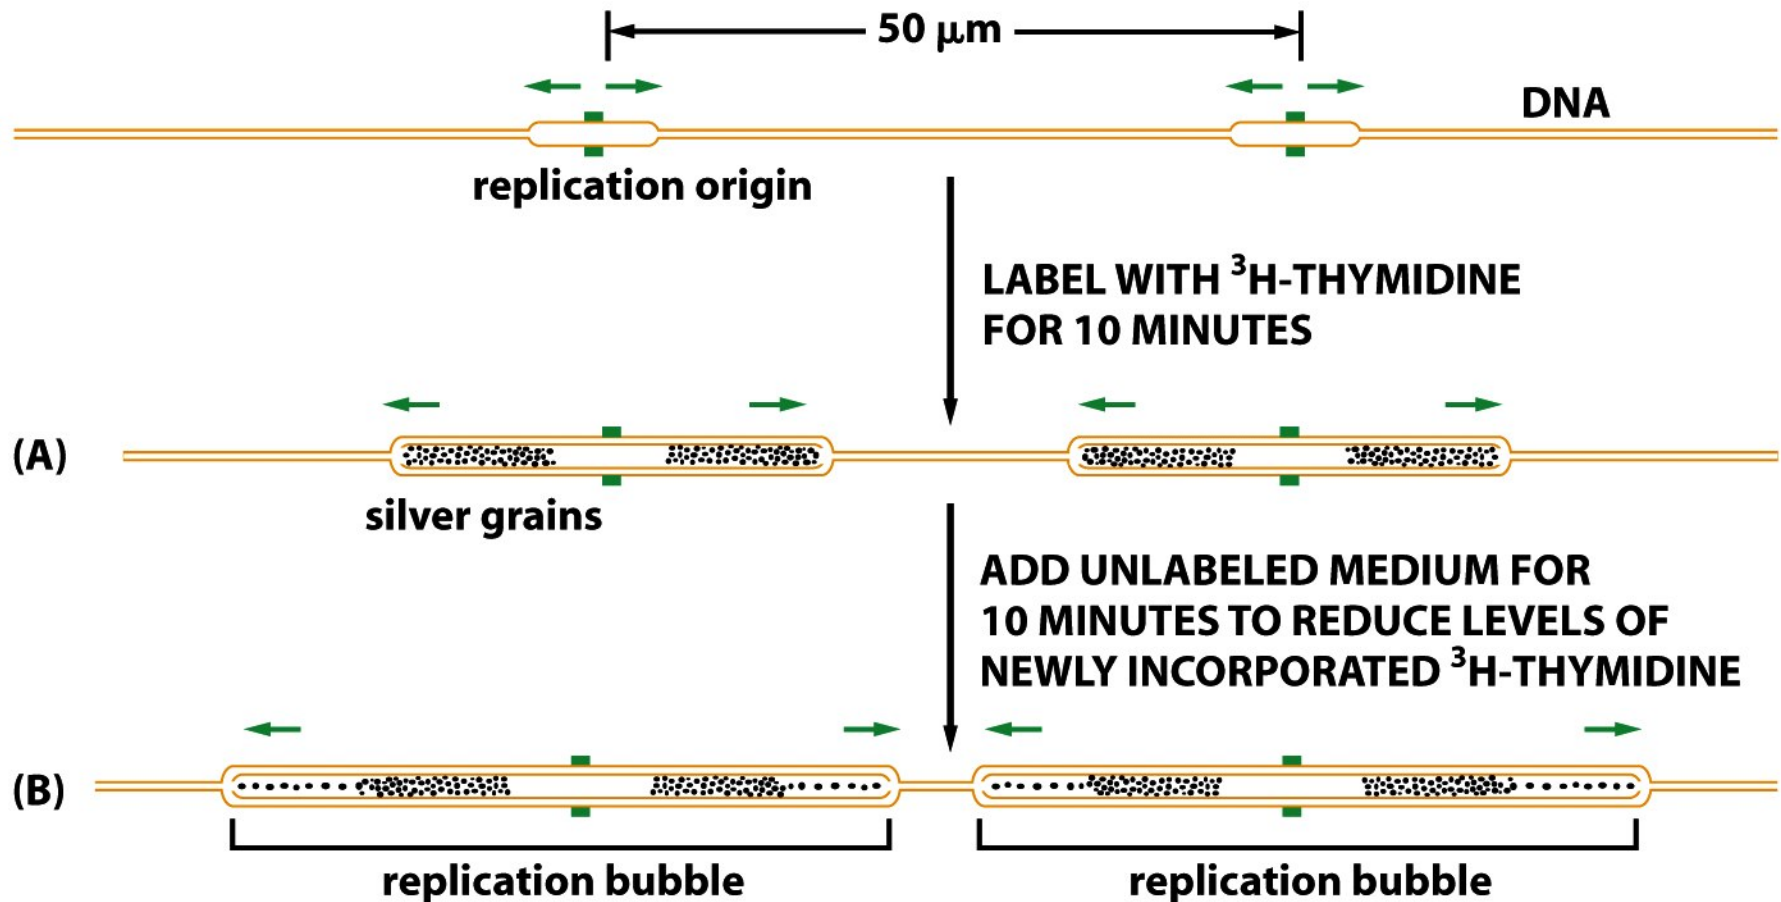 50 μm
DNA
replication origin
LABEL WITH ³H-THYMIDINE
FOR 10 MINUTES
(A)
silver grains
ADD UNLABELED MEDIUM FOR
10 MINUTES TO REDUCE LEVELS OF
NEWLY INCORPORATED ³H-THYMIDINE
(B)
replication bubble
replication bubble